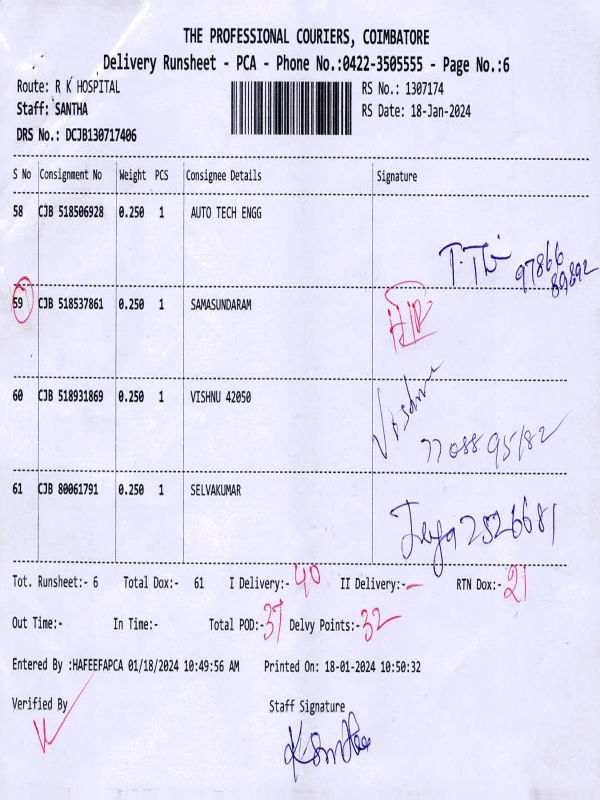 THE PROFESSIONAL COURIERS, COIMBATORE
Delivery Runsheet - PCA - Phone No.:0422-3505555 - Page No.:6
Route: R K HOSPITAL RS No.: 1307174
Staff: SANTHA RS Date: 18-Jan-2024
DRS No.: DCJB130717406
S No Consignment No Weight PCS Consignee Details Signature
58 CJB 518506928 0.250 1 AUTO TECH ENGG
97866
89892
59 CJB 518537861 0.250 1 SAMASUNDARAM
60 CJB 518931869 0.250 1 VISHNU 42050
77088 95182
61 CJB 80061791 0.250 1 SELVAKUMAR
Jeya 2526681
Tot. Runsheet:- 6 Total Dox:- 61 I Delivery:- 40 II Delivery:- - RTN Dox:- 21
Out Time:- In Time:- Total POD:- 37 Delvy Points:- 32
Entered By :HAFEEFAPCA 01/18/2024 10:49:56 AM Printed On: 18-01-2024 10:50:32
Verified By Staff Signature